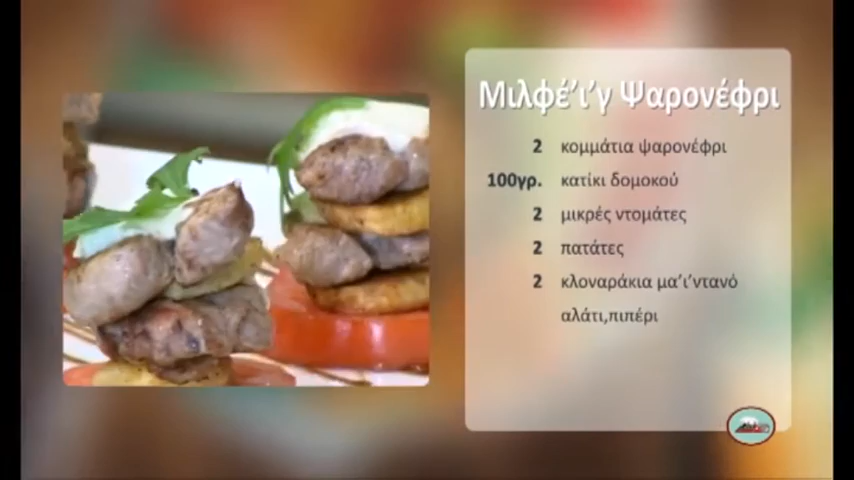 Μιλφέ’ι’γ Ψαρονέφρι
2 κομμάτια ψαρονέφρι
100γρ. κατίκι δομοκού
2 μικρές ντομάτες
2 πατάτες
2 κλοναράκια μα’ι’ντανό
αλάτι,πιπέρι